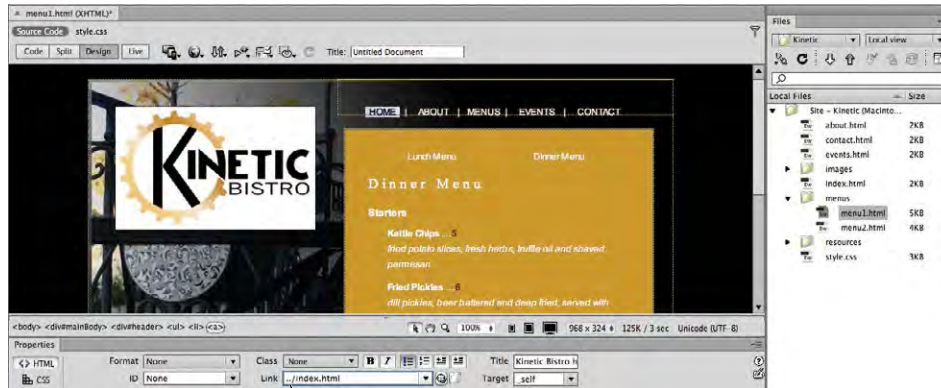 menu1.html (XHTML)*
Source Code style.css
Code Split Design Live Title: Untitled Document
HOME | ABOUT | MENUS | EVENTS | CONTACT
KINETIC
BISTRO
Lunch Menu Dinner Menu
Dinner Menu
Starters
Kettle Chips ... 5
fried potato slices, fresh herbs, truffle oil and shaved
parmesan
Fried Pickles ... 6
dill pickles, beer battered and deep fried, served with
<body> <div#mainBody> <div#header> <ul> <li> <a>
100% 968 x 324 125K / 3 sec Unicode (UTF-8)
Properties
<> HTML Format None Class None B I Title Kinetic Bistro h
CSS ID None Link ../index.html Target _self
Files
Kinetic Local view
Local Files Size
Site - Kinetic (Macinto...
about.html 2KB
contact.html 2KB
events.html 2KB
images
index.html 2KB
menus
menu1.html 5KB
menu2.html 4KB
resources
style.css 3KB